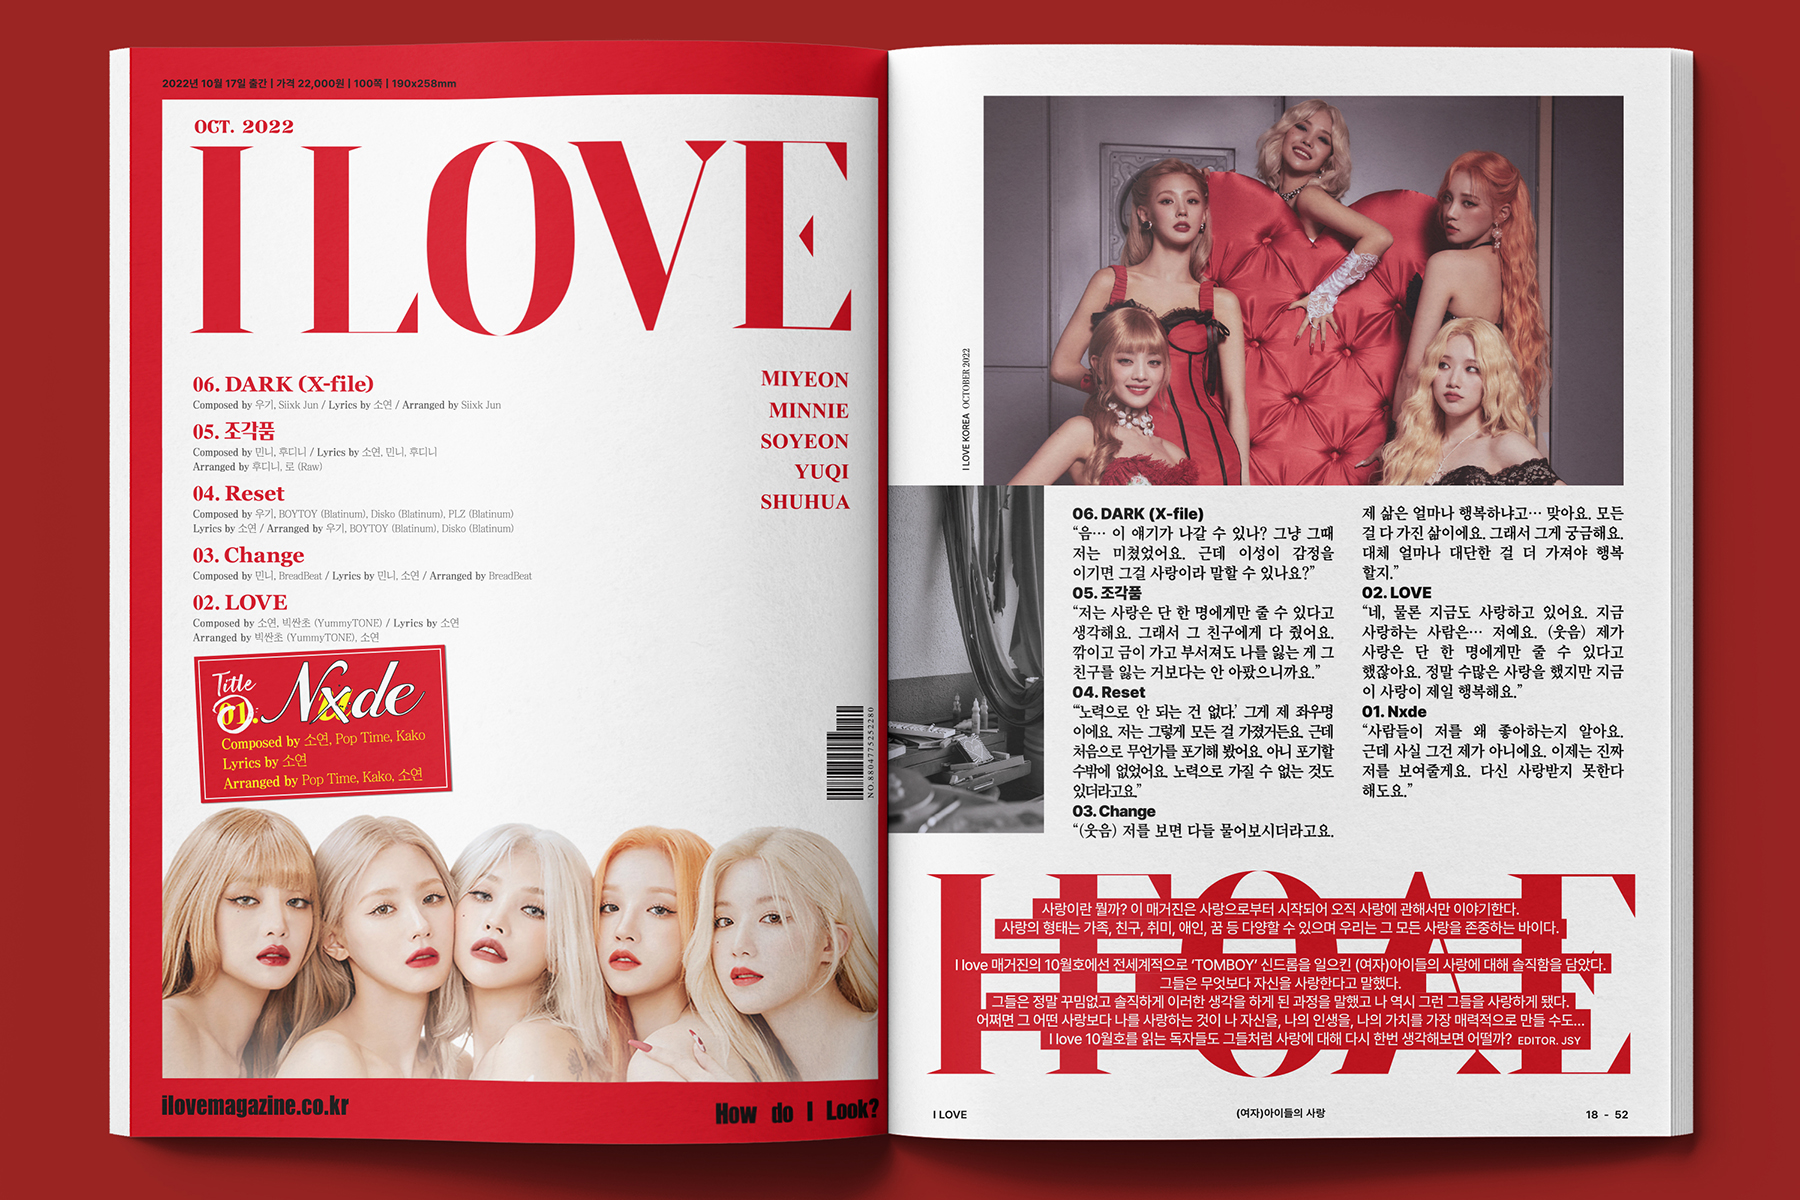 2022년 10월 17일 출간 | 가격 22,000원 | 100쪽 | 190x258mm
OCT. 2022
I LOVE
06. DARK (X-file)
Composed by 우기, Siixk Jun / Lyrics by 소연 / Arranged by Siixk Jun
05. 조각품
Composed by 민니, 후디니 / Lyrics by 소연, 민니, 후디니
Arranged by 후디니, 로 (Raw)
04. Reset
Composed by 우기, BOYTOY (Blatinum), Disko (Blatinum), PLZ (Blatinum)
Lyrics by 소연 / Arranged by 우기, BOYTOY (Blatinum), Disko (Blatinum)
03. Change
Composed by 민니, BreadBeat / Lyrics by 민니, 소연 / Arranged by BreadBeat
02. LOVE
Composed by 소연, 빅싼초 (YummyTONE) / Lyrics by 소연
Arranged by 빅싼초 (YummyTONE), 소연
Title
01. Nxde
Composed by 소연, Pop Time, Kako
Lyrics by 소연
Arranged by Pop Time, Kako, 소연
MIYEON
MINNIE
SOYEON
YUQI
SHUHUA
NO.8804775252280
ilovemagazine.co.kr
How do I Look?
I LOVE KOREA OCTOBER 2022
06. DARK (X-file)
“음… 이 얘기가 나갈 수 있나? 그냥 그때
저는 미쳤었어요. 근데 이성이 감정을
이기면 그걸 사랑이라 말할 수 있나요?”
05. 조각품
“저는 사랑은 단 한 명에게만 줄 수 있다고
생각해요. 그래서 그 친구에게 다 줬어요.
깎이고 금이 가고 부서져도 나를 잃는 게 그
친구를 잃는 거보다는 안 아팠으니까요.”
04. Reset
“‘노력으로 안 되는 건 없다.’ 그게 제 좌우명
이에요. 저는 그렇게 모든 걸 가졌거든요. 근데
처음으로 무언가를 포기해 봤어요. 아니 포기할
수밖에 없었어요. 노력으로 가질 수 없는 것도
있더라고요.”
03. Change
“(웃음) 저를 보면 다들 물어보시더라고요.
제 삶은 얼마나 행복하냐고… 맞아요. 모든
걸 다 가진 삶이에요. 그래서 그게 궁금해요.
대체 얼마나 대단한 걸 더 가져야 행복
할지.”
02. LOVE
“네, 물론 지금도 사랑하고 있어요. 지금
사랑하는 사람은… 저예요. (웃음) 제가
사랑은 단 한 명에게만 줄 수 있다고
했잖아요. 정말 수많은 사랑을 했지만 지금
이 사랑이 제일 행복해요.”
01. Nxde
“사람들이 저를 왜 좋아하는지 알아요.
근데 사실 그건 제가 아니에요. 이제는 진짜
저를 보여줄게요. 다신 사랑받지 못한다
해도요.”
사랑이란 뭘까? 이 매거진은 사랑으로부터 시작되어 오직 사랑에 관해서만 이야기한다.
사랑의 형태는 가족, 친구, 취미, 애인, 꿈 등 다양할 수 있으며 우리는 그 모든 사랑을 존중하는 바이다.
I love 매거진의 10월호에선 전세계적으로 ‘TOMBOY’ 신드롬을 일으킨 (여자)아이들의 사랑에 대해 솔직함을 담았다.
그들은 무엇보다 자신을 사랑한다고 말했다.
그들은 정말 꾸밈없고 솔직하게 이러한 생각을 하게 된 과정을 말했고 나 역시 그런 그들을 사랑하게 됐다.
어쩌면 그 어떤 사랑보다 나를 사랑하는 것이 나 자신을, 나의 인생을, 나의 가치를 가장 매력적으로 만들 수도...
I love 10월호를 읽는 독자들도 그들처럼 사랑에 대해 다시 한번 생각해보면 어떨까? EDITOR. JSY
I LOVE
(여자)아이들의 사랑
18 - 52